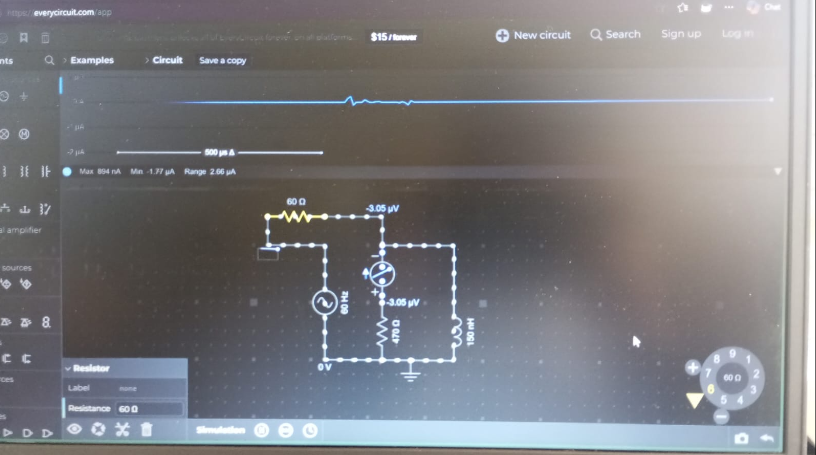 https://everycircuit.com/app
$15 / forever
New circuit
Search
Sign up
Log in
nts
Examples
Circuit
Save a copy
-1 µA
-2 µA
500 µs Δ
Max 894 nA Min -1.77 µA Range 2.66 µA
60 Ω
-3.05 µV
al amplifier
sources
60 Hz
-3.05 µV
470 Ω
150 nH
0 V
Resistor
Label none
Resistance 60 Ω
Simulation
9
8 1
7 60 Ω 2
6 3
5 4